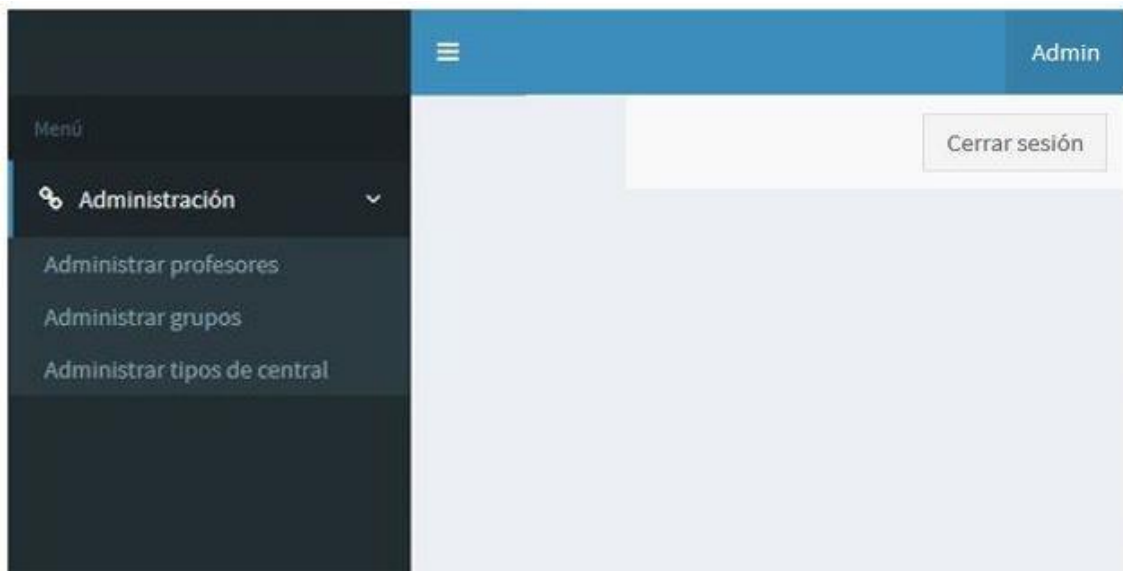 Admin
Menú
Cerrar sesión
Administración
Administrar profesores
Administrar grupos
Administrar tipos de central